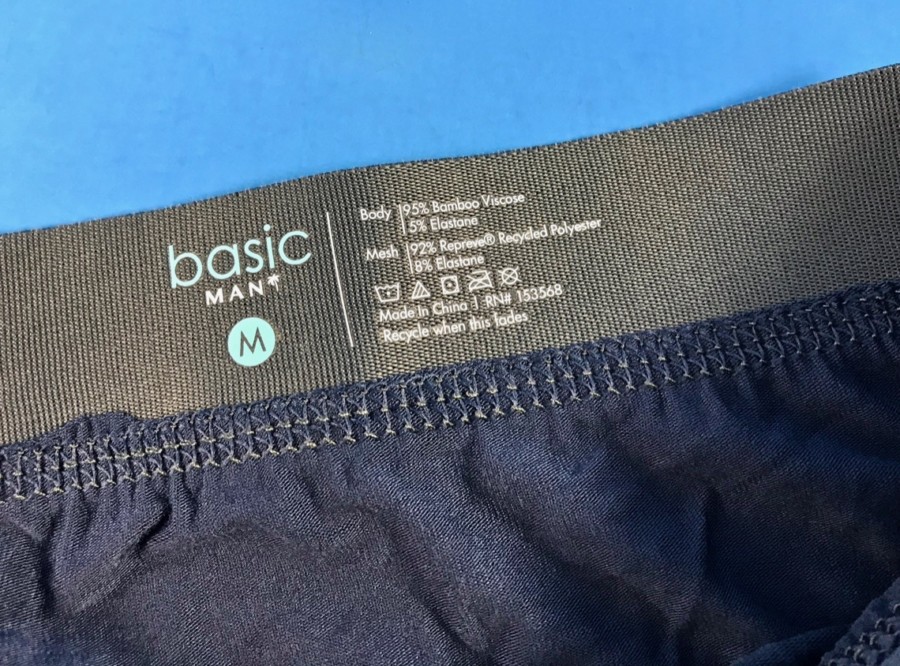 basic
MAN
M
Body 95% Bamboo Viscose
5% Elastane
Mesh 92% Repreve® Recycled Polyester
8% Elastane
Made In China | RN# 153568
Recycle when this fades